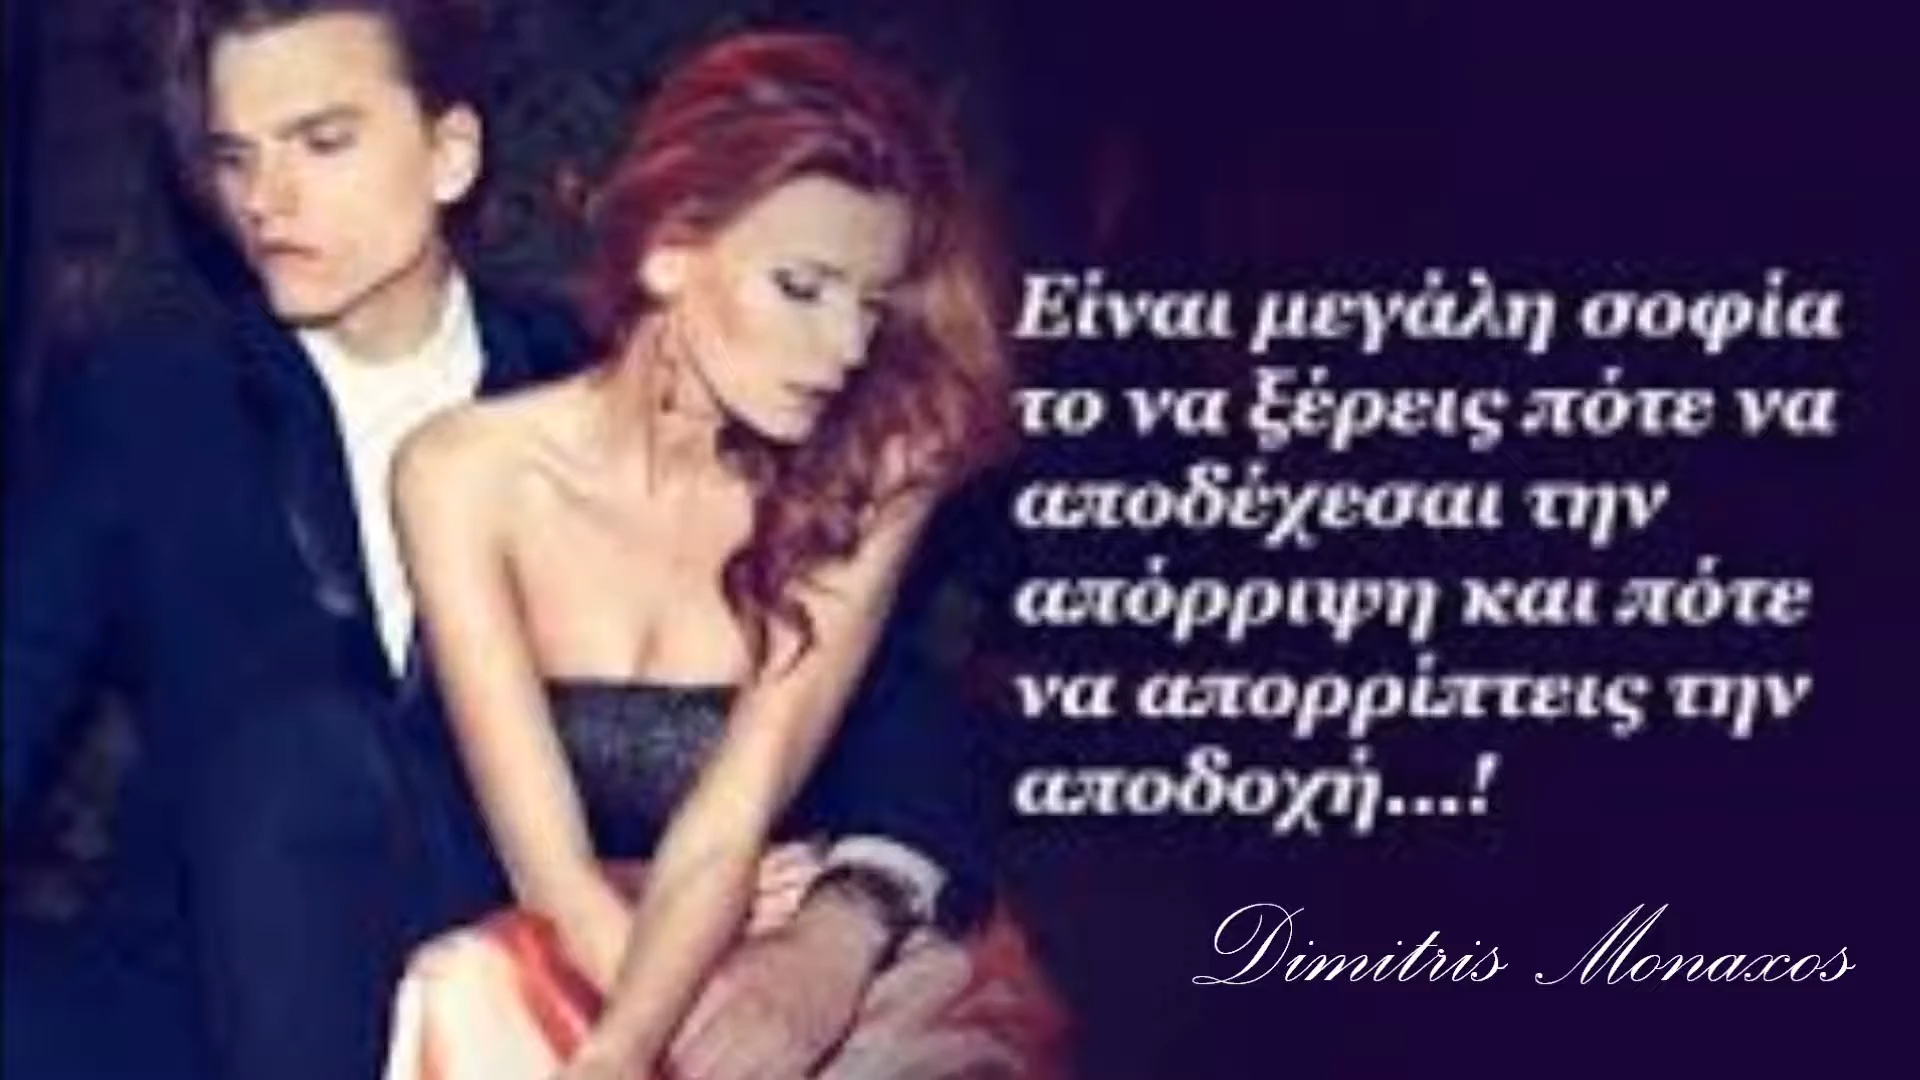 Είναι μεγάλη σοφία
το να ξέρεις πότε να
αποδέχεσαι την
απόρριψη και πότε
να απορρίπτεις την
αποδοχή...!
Dimitris Monaxos